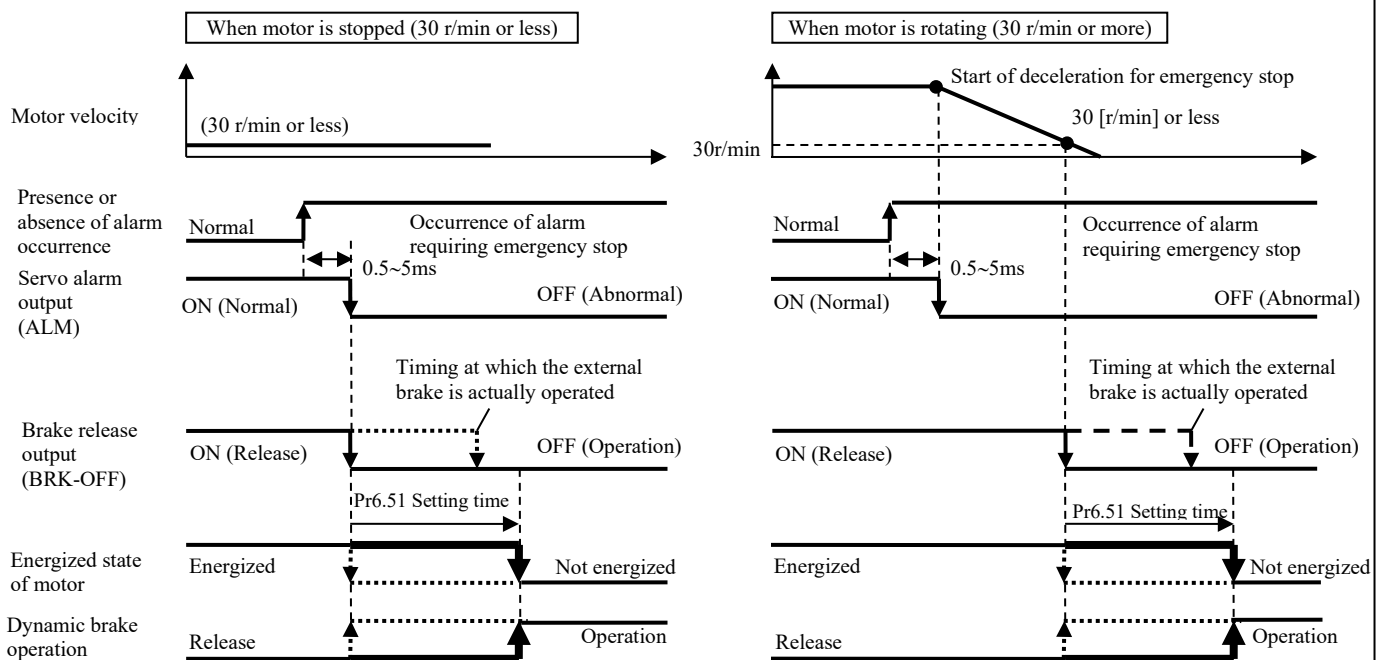 When motor is stopped (30 r/min or less)
When motor is rotating (30 r/min or more)
Motor velocity
(30 r/min or less)
Start of deceleration for emergency stop
30 [r/min] or less
30r/min
Presence or
absence of alarm
occurrence
Normal
Occurrence of alarm
requiring emergency stop
Normal
Occurrence of alarm
requiring emergency stop
0.5~5ms
0.5~5ms
Servo alarm
output
(ALM)
ON (Normal)
OFF (Abnormal)
ON (Normal)
OFF (Abnormal)
Timing at which the external
brake is actually operated
Timing at which the external
brake is actually operated
Brake release
output
(BRK-OFF)
ON (Release)
OFF (Operation)
ON (Release)
OFF (Operation)
Pr6.51 Setting time
Pr6.51 Setting time
Energized state
of motor
Energized
Not energized
Energized
Not energized
Dynamic brake
operation
Release
Operation
Release
Operation